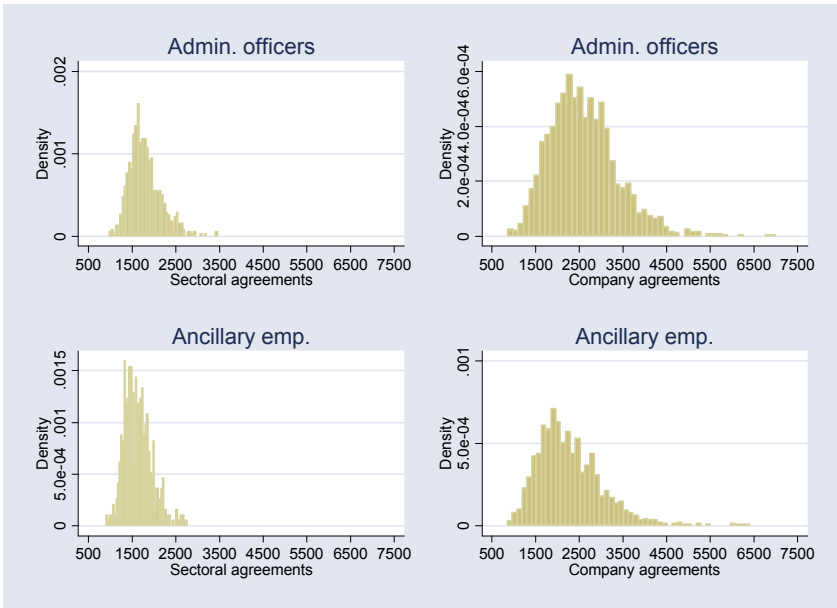 Admin. officers
Density
.002
.001
0
500 1500 2500 3500 4500 5500 6500 7500
Sectoral agreements
Admin. officers
Density
6.0e-04
4.0e-04
2.0e-04
0
500 1500 2500 3500 4500 5500 6500 7500
Company agreements
Ancillary emp.
Density
.0015
.001
5.0e-04
0
500 1500 2500 3500 4500 5500 6500 7500
Sectoral agreements
Ancillary emp.
Density
.001
5.0e-04
0
500 1500 2500 3500 4500 5500 6500 7500
Company agreements